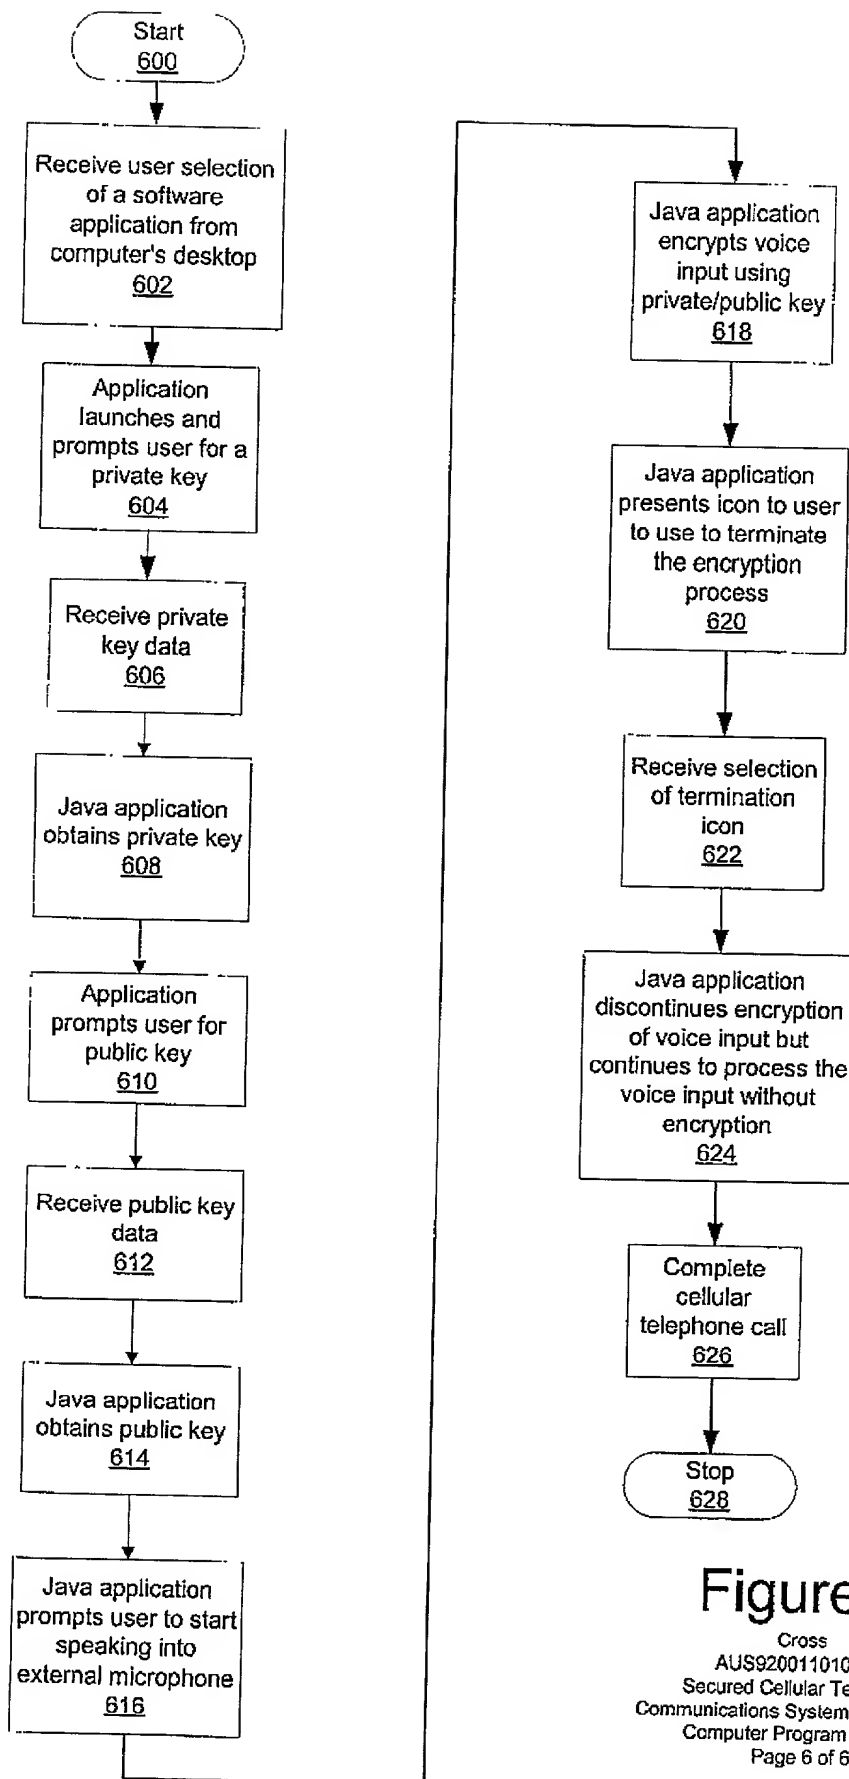 Start
600
Receive user selection
of a software
application from
computer's desktop
602
Application
launches and
prompts user for a
private key
604
Receive private
key data
606
Java application
obtains private key
608
Application
prompts user for
public key
610
Receive public key
data
612
Java application
obtains public key
614
Java application
prompts user to start
speaking into
external microphone
616
Java application
encrypts voice
input using
private/public key
618
Java application
presents icon to user
to use to terminate
the encryption
process
620
Receive selection
of termination
icon
622
Java application
discontinues encryption
of voice input but
continues to process the
voice input without
encryption
624
Complete
cellular
telephone call
626
Stop
628
Figure
Cross
AUS920011010
Secured Cellular Te
Communications System
Computer Program
Page 6 of 6